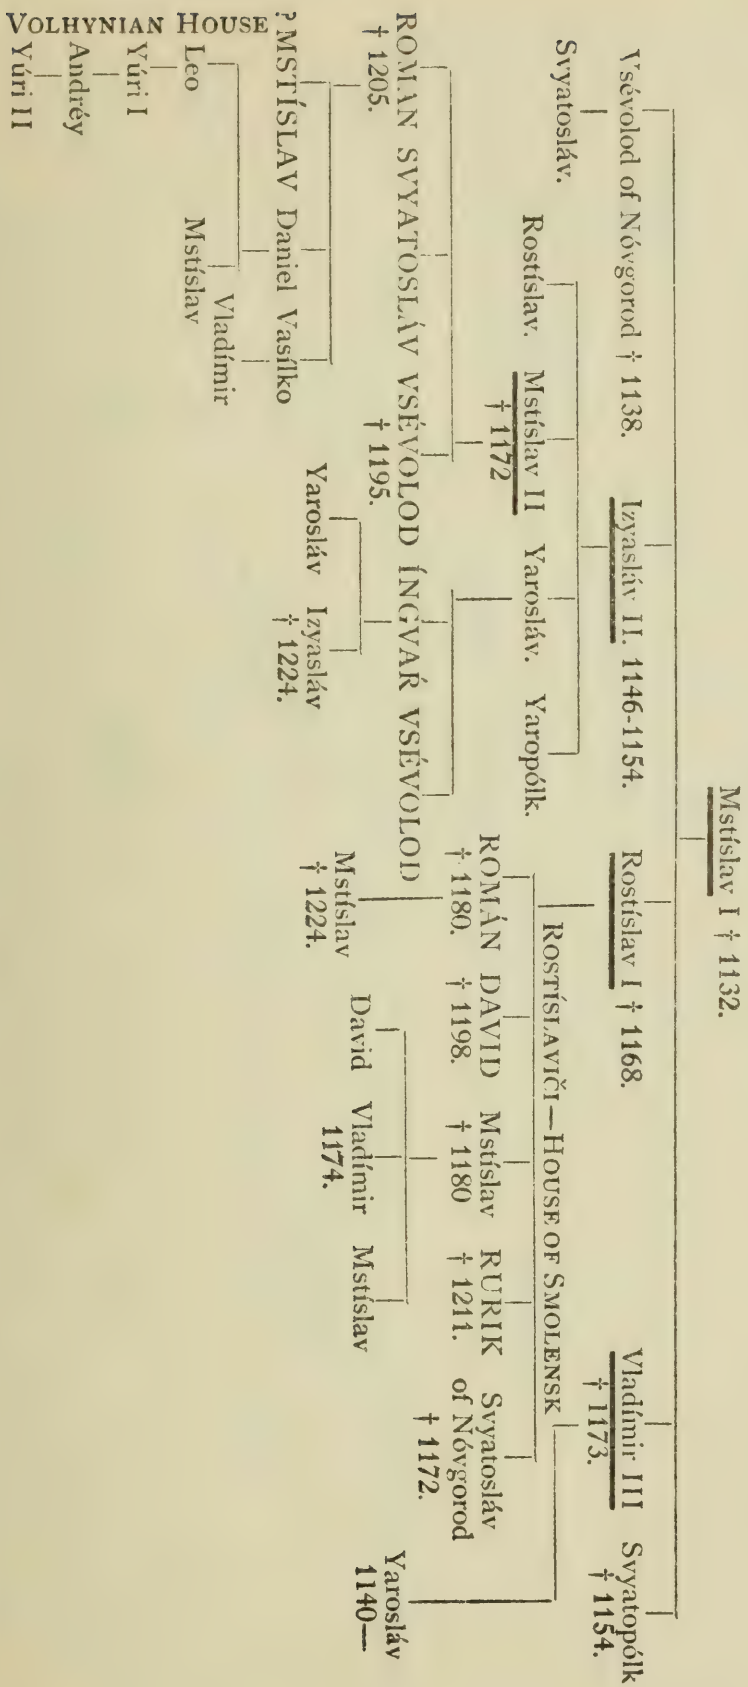 Mstíslav I † 1132.
Vsévolod of Nóvgorod † 1138. Izyasláv II. 1146-1154. Rostíslav I † 1168. Vladímir III Svyatopólk
† 1173. † 1154.
Svyatosláv. Rostíslav. Mstíslav II Yarosláv. Yaropólk. ROSTÍSLAVIČI—HOUSE OF SMOLENSK
† 1172
ROMÁN SVYATOSLÁV VSÉVOLOD ÍNGVAŔ VSÉVOLOD ROMÁN DAVID Mstíslav RURIK Svyatosláv
† 1205. † 1195. † 1180. † 1198. † 1180 † 1211. of Nóvgorod
† 1172.
Yarosláv
1140—
? MSTÍSLAV Daniel Vasílko Yarosláv Izyasláv Mstíslav David Vladímir Mstíslav
† 1224. † 1224. 1174.
Leo Mstíslav Vladímir
Yúri I
Andréy
Yúri II
VOLHYNIAN HOUSE